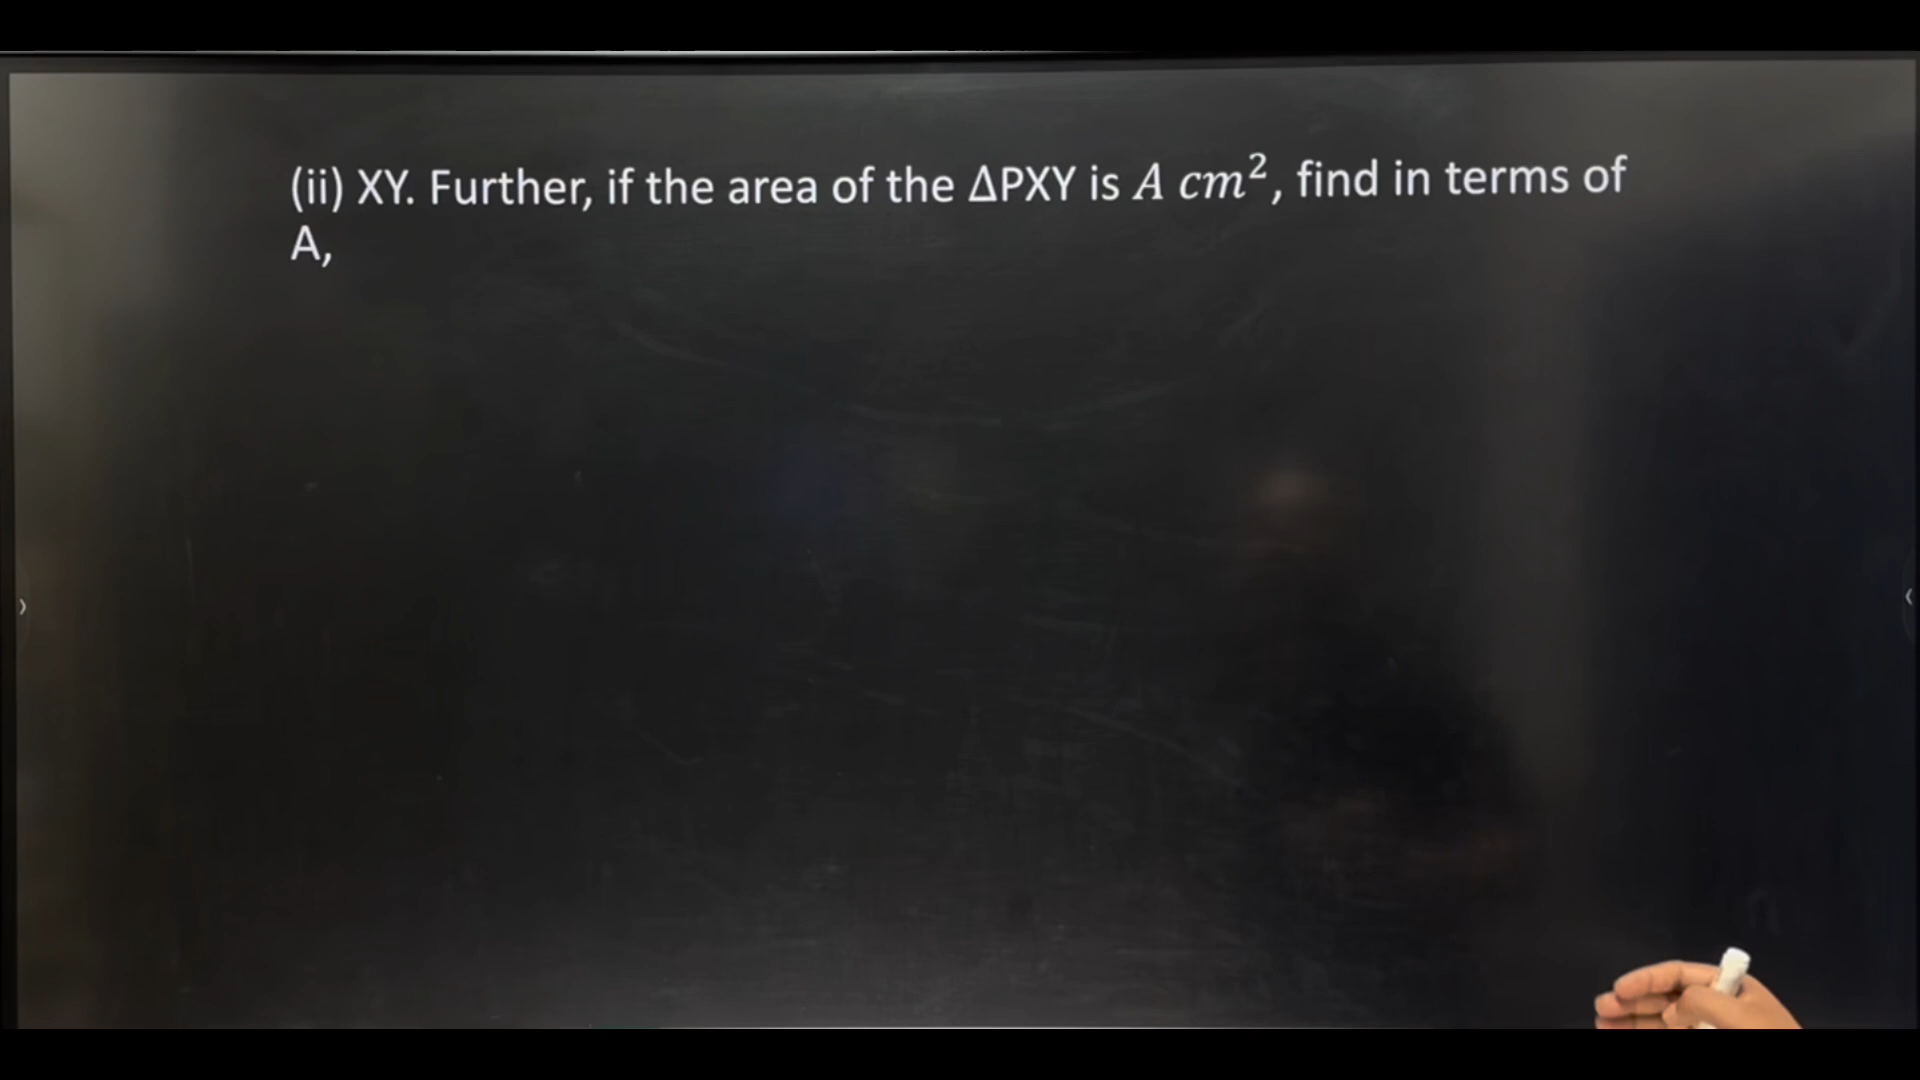 (ii) XY. Further, if the area of the ΔPXY is A cm², find in terms of
A,